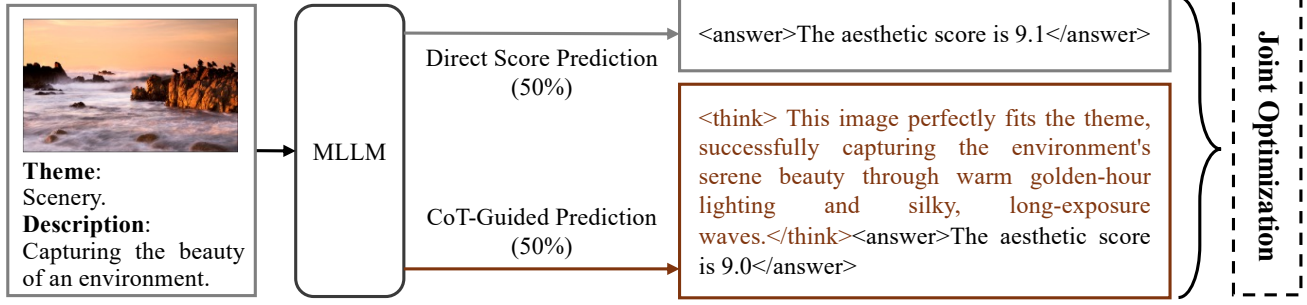 Theme:
Scenery.
Description:
Capturing the beauty
of an environment.
MLLM
Direct Score Prediction
(50%)
CoT-Guided Prediction
(50%)
<answer>The aesthetic score is 9.1</answer>
<think> This image perfectly fits the theme,
successfully capturing the environment's
serene beauty through warm golden-hour
lighting and silky, long-exposure
waves.</think><answer>The aesthetic score
is 9.0</answer>
Joint Optimization